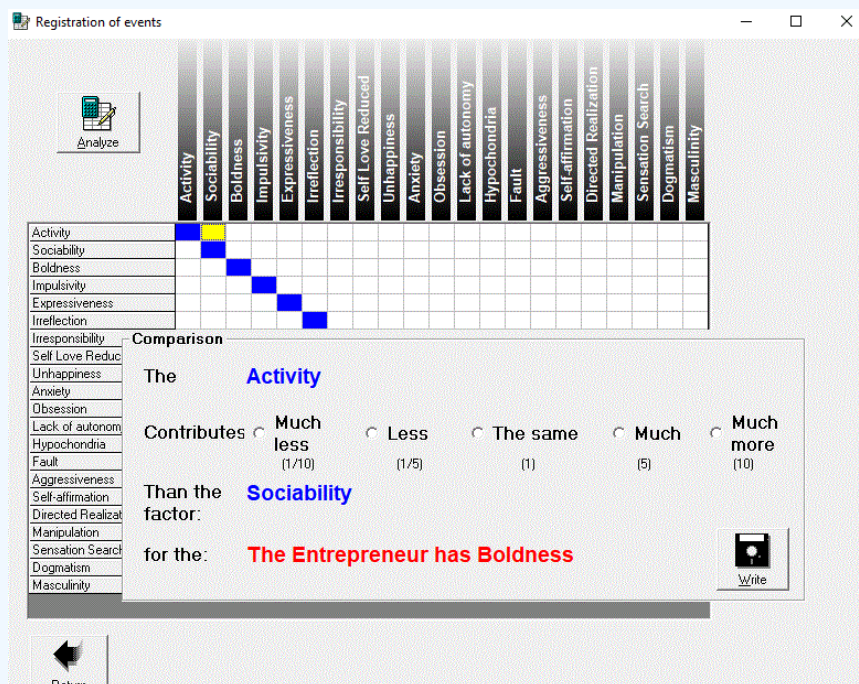 Registration of events
Analyze
Activity
Sociability
Boldness
Impulsivity
Expressiveness
Irreflection
Irresponsibility
Self Love Reduced
Unhappiness
Anxiety
Obsession
Lack of autonomy
Hypochondria
Fault
Aggressiveness
Self-affirmation
Directed Realization
Manipulation
Sensation Search
Dogmatism
Masculinity
Activity
Sociability
Boldness
Impulsivity
Expressiveness
Irreflection
Irresponsibility
Self Love Reduc
Unhappiness
Anxiety
Obsession
Lack of autonom
Hypochondria
Fault
Aggressiveness
Self-affirmation
Directed Realizat
Manipulation
Sensation Search
Dogmatism
Masculinity
Comparison
The Activity
Contributes
Much less (1/10)
Less (1/5)
The same (1)
Much (5)
Much more (10)
Than the factor: Sociability
for the: The Entrepreneur has Boldness
Write